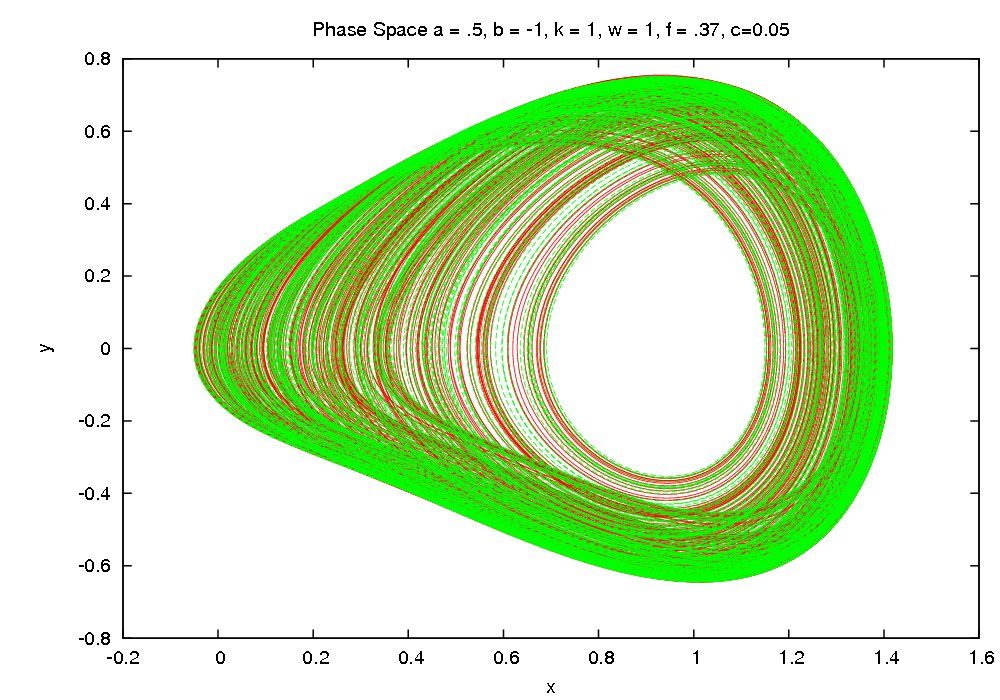 Phase Space a = .5, b = -1, k = 1, w = 1, f = .37, c=0.05
0.8
0.6
0.4
0.2
0
-0.2
-0.4
-0.6
-0.8
y
-0.2 0 0.2 0.4 0.6 0.8 1 1.2 1.4 1.6
x